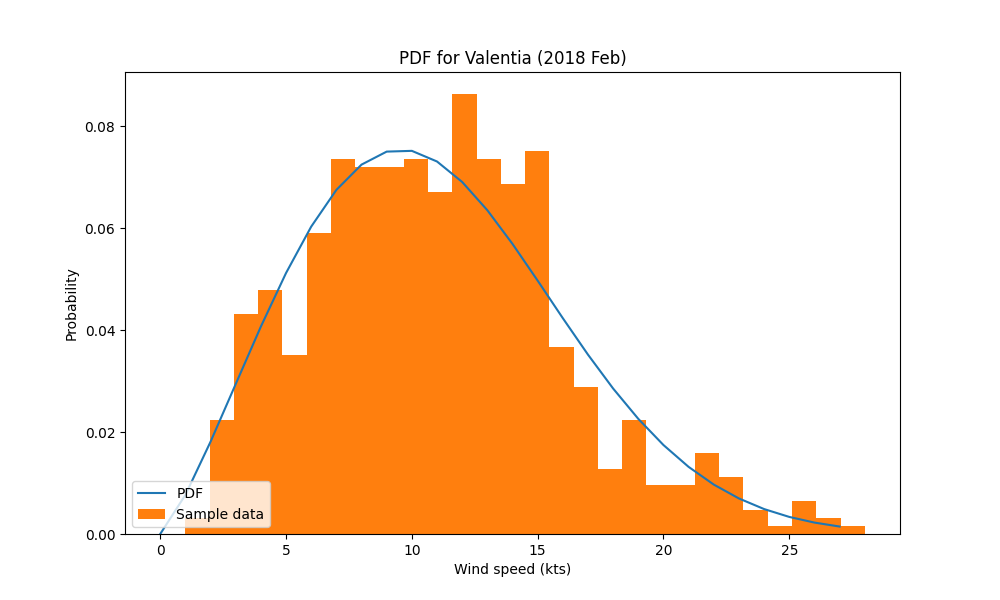 PDF for Valentia (2018 Feb)
Probability
0.08
0.06
0.04
0.02
0.00
PDF
Sample data
0 5 10 15 20 25
Wind speed (kts)